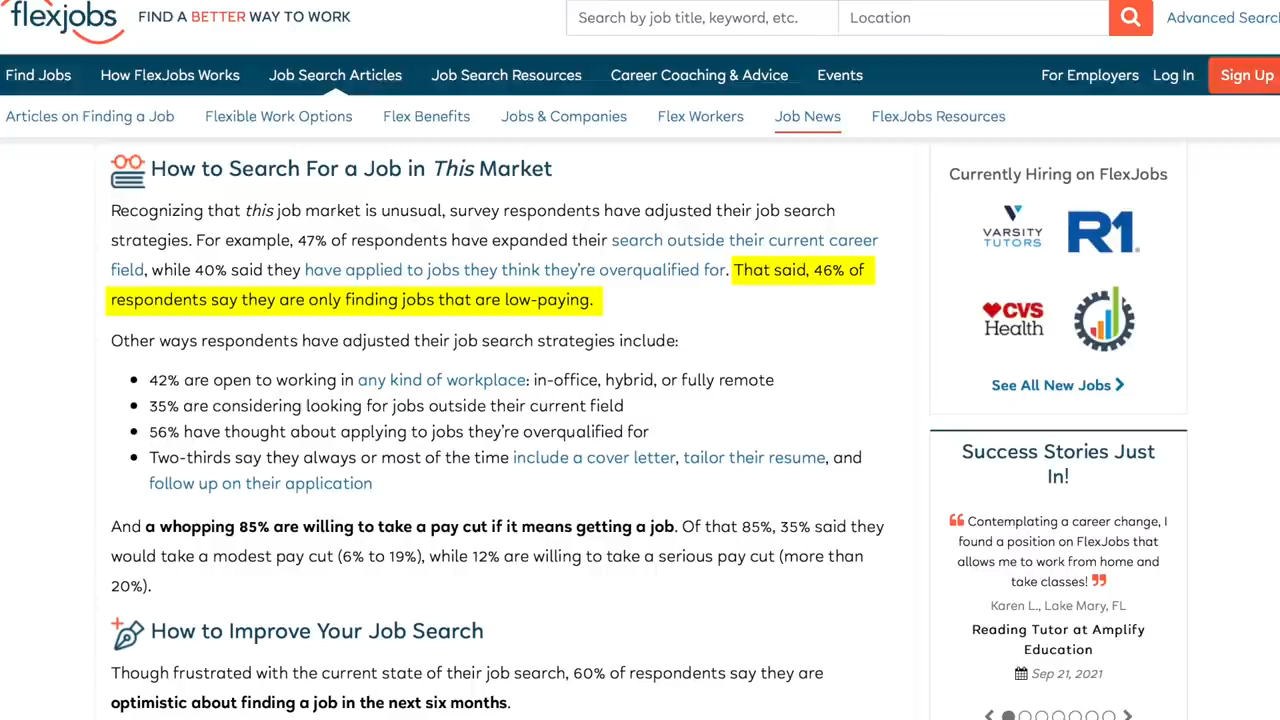 flexjobs FIND A BETTER WAY TO WORK
Search by job title, keyword, etc. Location Advanced Searc
Find Jobs How FlexJobs Works Job Search Articles Job Search Resources Career Coaching & Advice Events For Employers Log In Sign Up
Articles on Finding a Job Flexible Work Options Flex Benefits Jobs & Companies Flex Workers Job News FlexJobs Resources
How to Search For a Job in This Market
Recognizing that this job market is unusual, survey respondents have adjusted their job search
strategies. For example, 47% of respondents have expanded their search outside their current career
field, while 40% said they have applied to jobs they think they're overqualified for. That said, 46% of
respondents say they are only finding jobs that are low-paying.
Other ways respondents have adjusted their job search strategies include:
• 42% are open to working in any kind of workplace: in-office, hybrid, or fully remote
• 35% are considering looking for jobs outside their current field
• 56% have thought about applying to jobs they're overqualified for
• Two-thirds say they always or most of the time include a cover letter, tailor their resume, and
follow up on their application
And a whopping 85% are willing to take a pay cut if it means getting a job. Of that 85%, 35% said they
would take a modest pay cut (6% to 19%), while 12% are willing to take a serious pay cut (more than
20%).
How to Improve Your Job Search
Though frustrated with the current state of their job search, 60% of respondents say they are
optimistic about finding a job in the next six months.
Currently Hiring on FlexJobs
VARSITY
TUTORS
R1
CVS
Health
See All New Jobs
Success Stories Just
In!
Contemplating a career change, I
found a position on FlexJobs that
allows me to work from home and
take classes!
Karen L., Lake Mary, FL
Reading Tutor at Amplify
Education
Sep 21, 2021